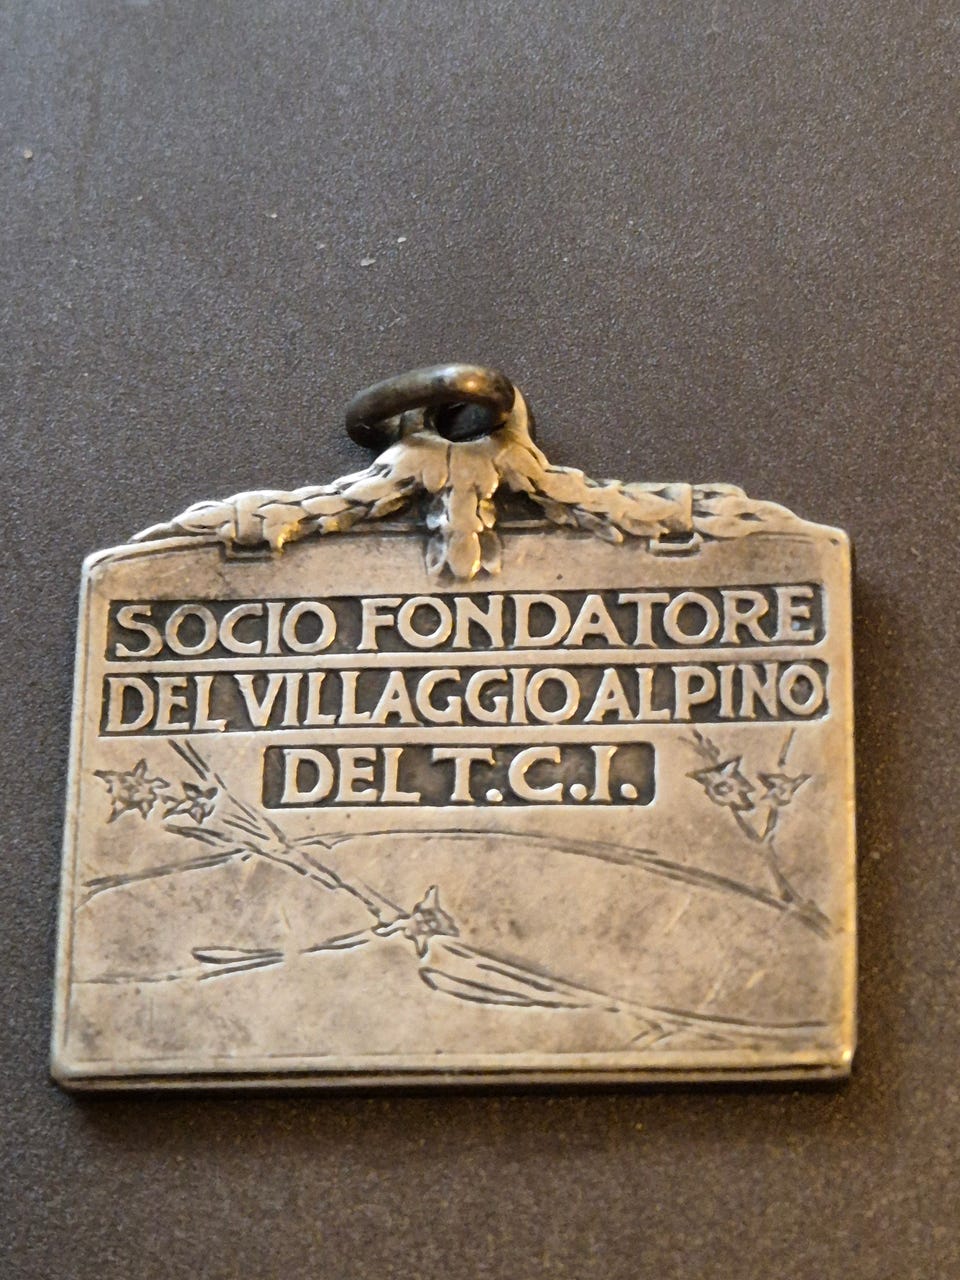 SOCIO FONDATORE
DEL VILLAGGIO ALPINO
DEL T.C.I.